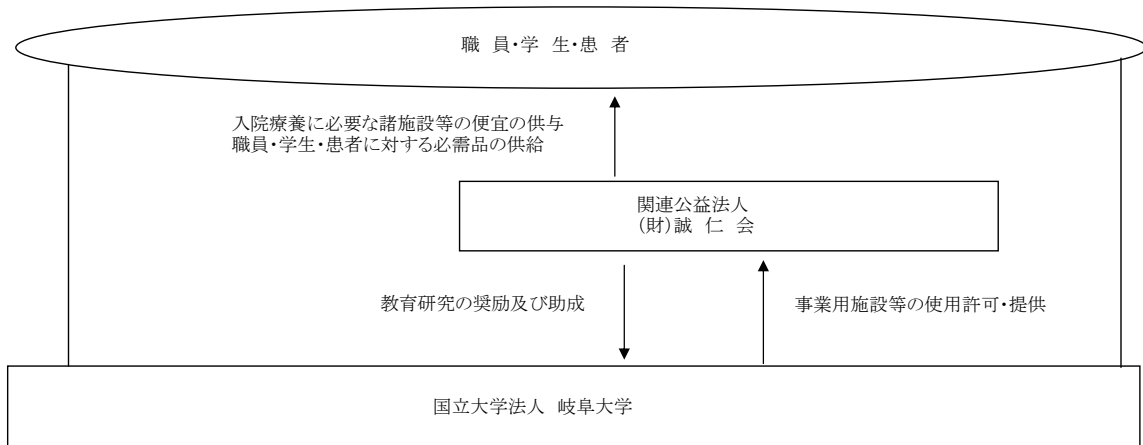 職 員・学 生・患 者
入院療養に必要な諸施設等の便宜の供与
職員・学生・患者に対する必需品の供給
関連公益法人
(財)誠 仁 会
教育研究の奨励及び助成
事業用施設等の使用許可・提供
国立大学法人 岐阜大学